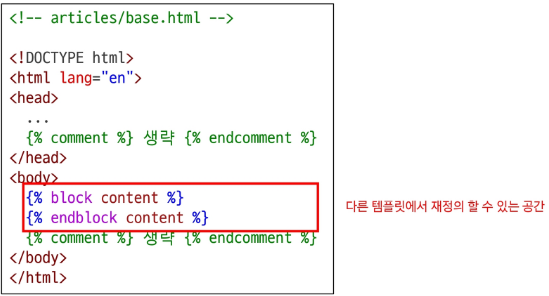 <!-- articles/base.html -->
<!DOCTYPE html>
<html lang="en">
<head>
...
{% comment %} 생략 {% endcomment %}
</head>
<body>
{% block content %}
{% endblock content %}
다른 템플릿에서 재정의 할 수 있는 공간
{% comment %} 생략 {% endcomment %}
</body>
</html>